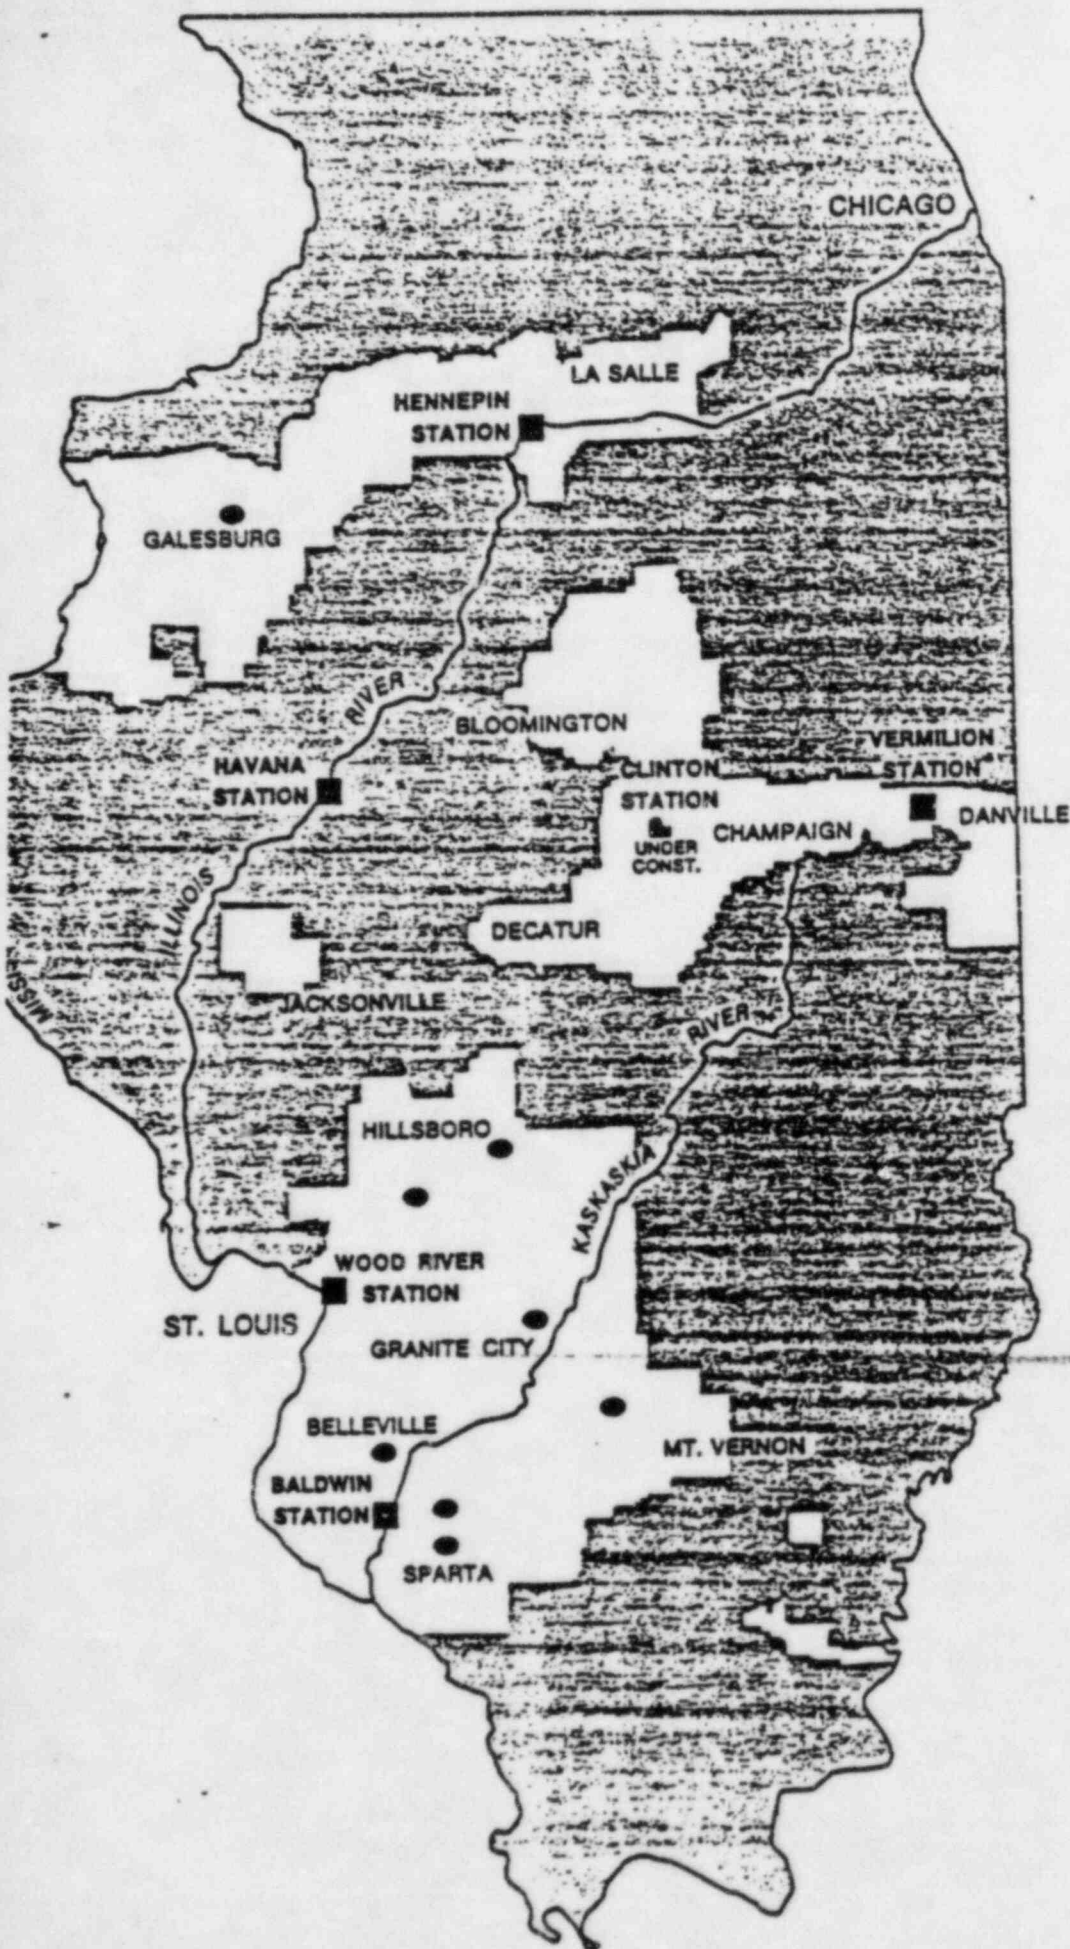 CHICAGO
LA SALLE
HENNEPIN
STATION
GALESBURG
RIVER
BLOOMINGTON
VERMILION
STATION
HAVANA
STATION
CLINTON
STATION
DANVILLE
CHAMPAIGN
UNDER
CONST.
ILLINOIS
DECATUR
JACKSONVILLE
RIVER
HILLSBORO
KASKASKIA
WOOD RIVER
STATION
ST. LOUIS
GRANITE CITY
BELLEVILLE
MT. VERNON
BALDWIN
STATION
SPARTA